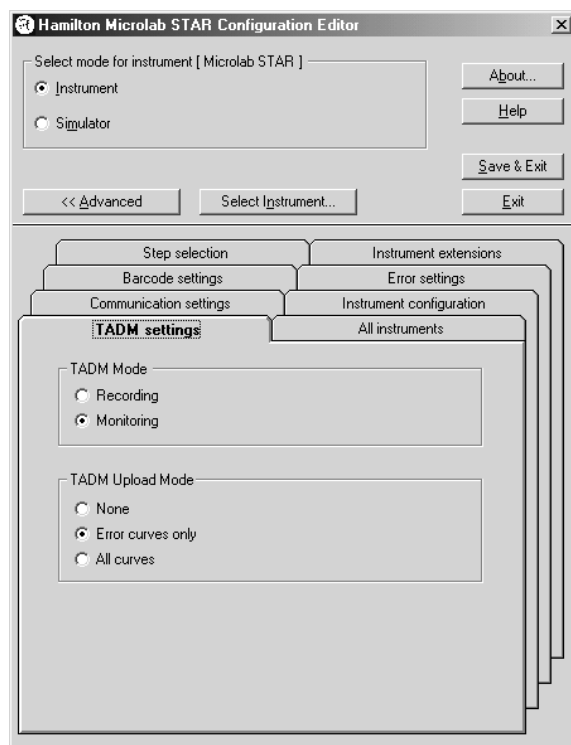 Hamilton Microlab STAR Configuration Editor
Select mode for instrument [ Microlab STAR ]
Instrument
Simulator
About...
Help
Save & Exit
<< Advanced
Select Instrument...
Exit
Step selection
Instrument extensions
Barcode settings
Error settings
Communication settings
Instrument configuration
TADM settings
All instruments
TADM Mode
Recording
Monitoring
TADM Upload Mode
None
Error curves only
All curves